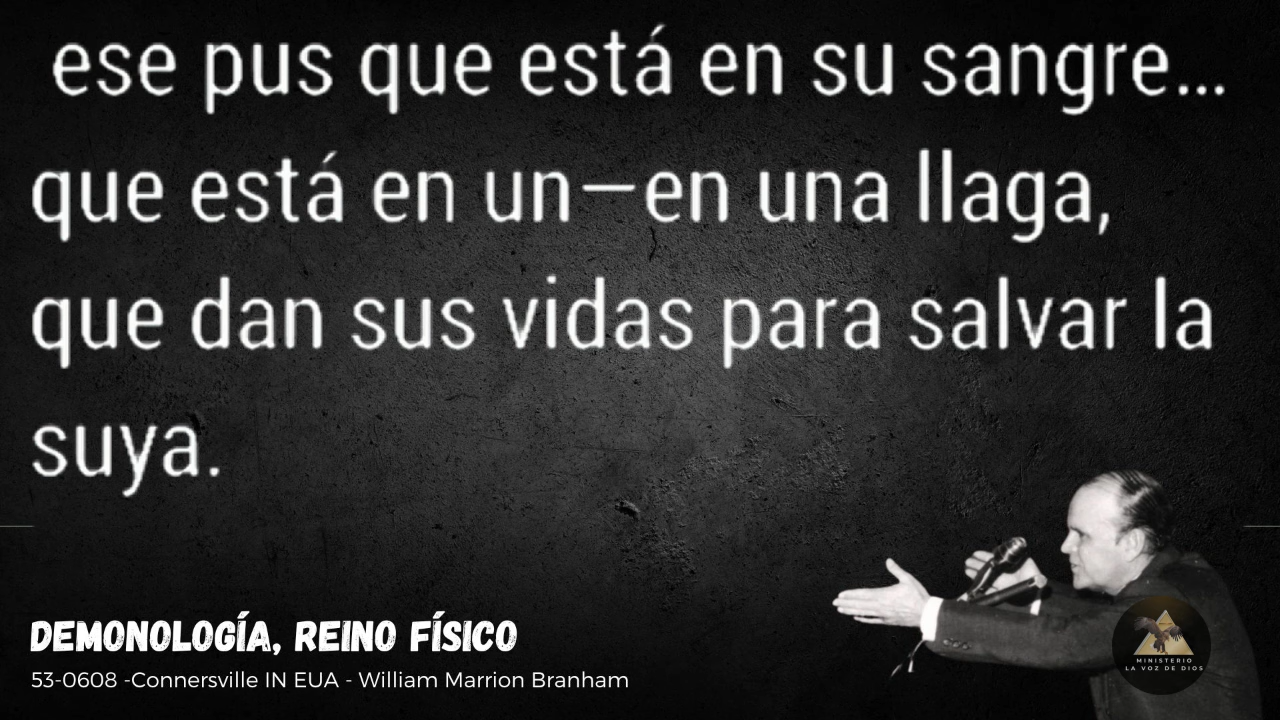 ese pus que está en su sangre...
que está en un—en una llaga,
que dan sus vidas para salvar la
suya.
DEMONOLOGÍA, REINO FÍSICO
53-0608 -Connersville IN EUA - William Marrion Branham
MINISTERIO
LA VOZ DE DIOS